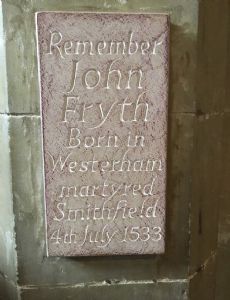 Remember
John
Fryth
Born in
Westerham
martyred
Smithfield
4th July 1533